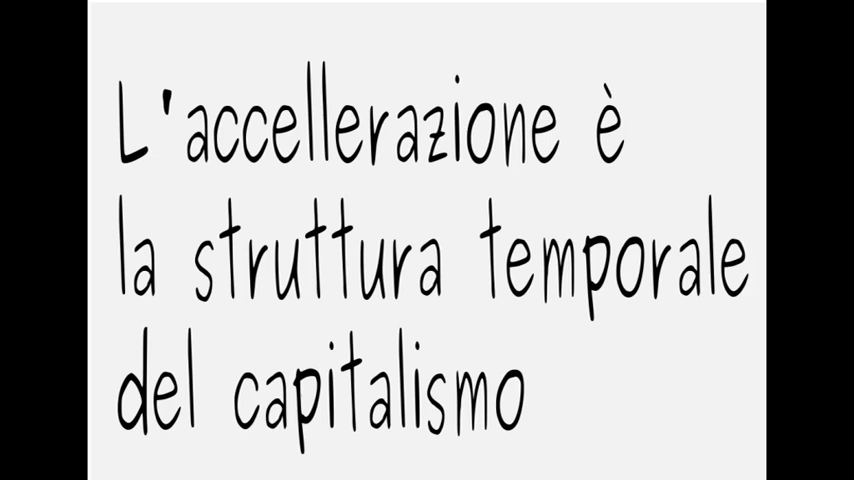 L'accellerazione è
la struttura temporale
del capitalismo